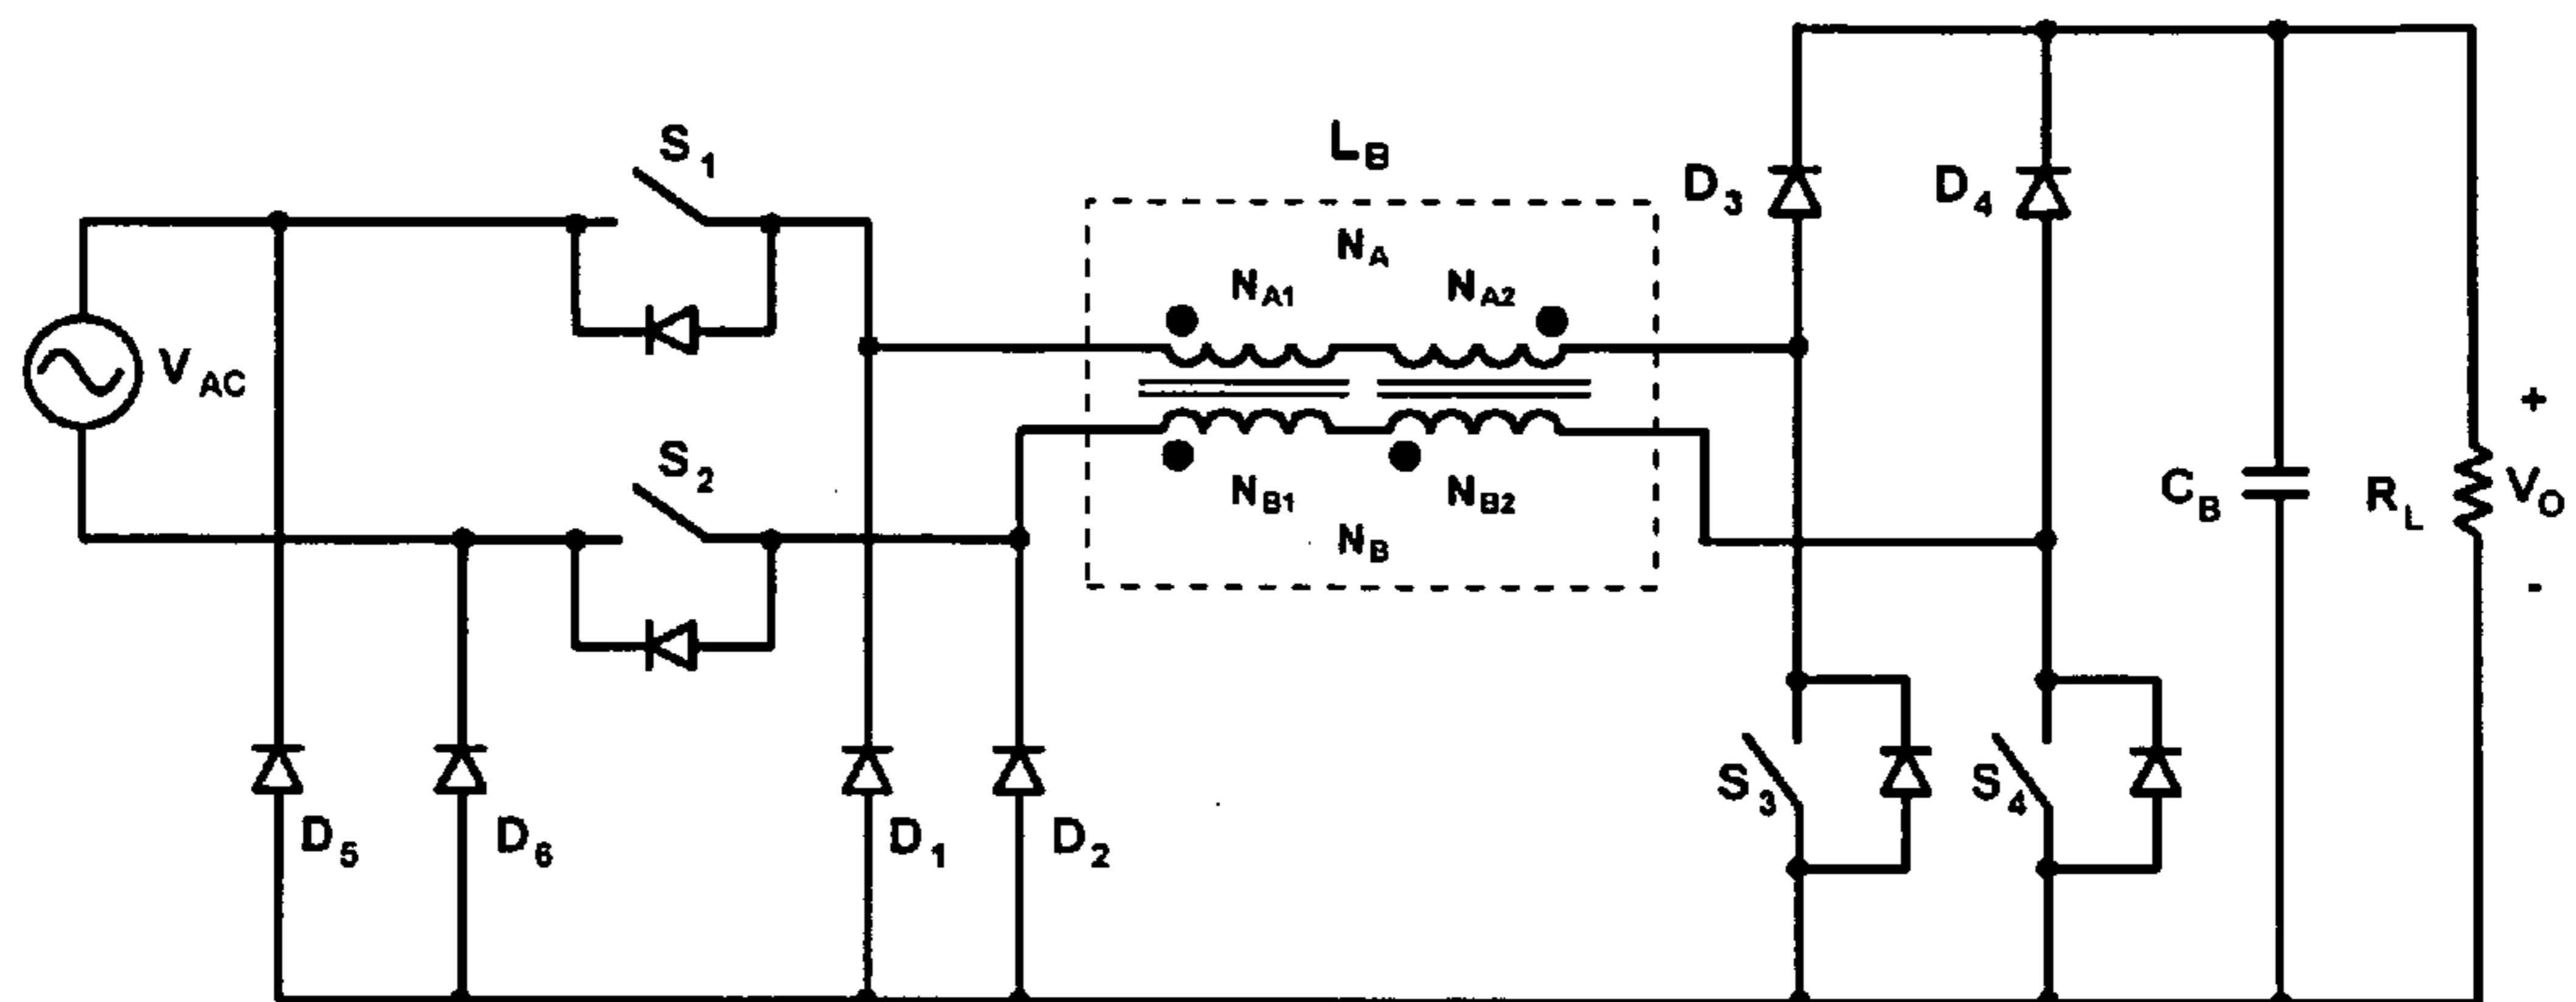 S1
LB
D3
D4
NA
NA1
NA2
VAC
+
S2
CB
RL
VO
NB1
NB2
NB
-
S3
S4
D5
D6
D1
D2